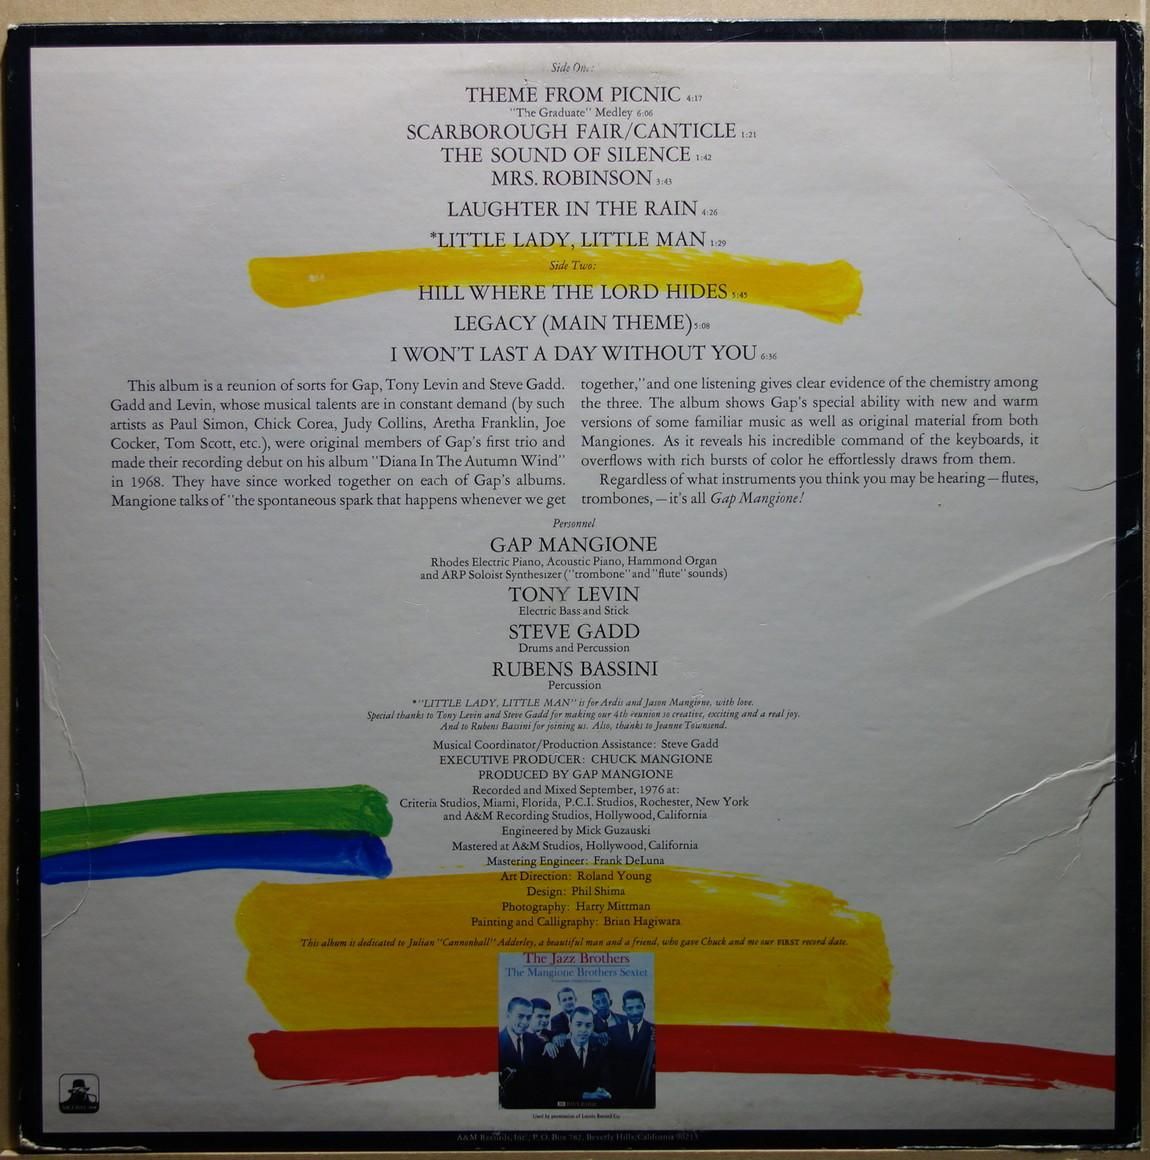 Side One:
THEME FROM PICNIC 4:17
"The Graduate" Medley 6:06
SCARBOROUGH FAIR/CANTICLE 1:21
THE SOUND OF SILENCE 1:42
MRS. ROBINSON 3:43
LAUGHTER IN THE RAIN 4:26
*LITTLE LADY, LITTLE MAN 1:29
Side Two:
HILL WHERE THE LORD HIDES 5:45
LEGACY (MAIN THEME) 5:08
I WON'T LAST A DAY WITHOUT YOU 6:36
This album is a reunion of sorts for Gap, Tony Levin and Steve Gadd.
Gadd and Levin, whose musical talents are in constant demand (by such
artists as Paul Simon, Chick Corea, Judy Collins, Aretha Franklin, Joe
Cocker, Tom Scott, etc.), were original members of Gap's first trio and
made their recording debut on his album "Diana In The Autumn Wind"
in 1968. They have since worked together on each of Gap's albums.
Mangione talks of "the spontaneous spark that happens whenever we get
together," and one listening gives clear evidence of the chemistry among
the three. The album shows Gap's special ability with new and warm
versions of some familiar music as well as original material from both
Mangiones. As it reveals his incredible command of the keyboards, it
overflows with rich bursts of color he effortlessly draws from them.
Regardless of what instruments you think you may be hearing—flutes,
trombones,—it's all Gap Mangione!
Personnel
GAP MANGIONE
Rhodes Electric Piano, Acoustic Piano, Hammond Organ
and ARP Soloist Synthesizer ("trombone" and "flute" sounds)
TONY LEVIN
Electric Bass and Stick
STEVE GADD
Drums and Percussion
RUBENS BASSINI
Percussion
*"LITTLE LADY, LITTLE MAN" is for Ardis and Jason Mangione, with love.
Special thanks to Tony Levin and Steve Gadd for making our 4th reunion so creative, exciting and a real joy.
And to Rubens Bassini for joining us. Also, thanks to Jeanne Townsend.
Musical Coordinator/Production Assistance: Steve Gadd
EXECUTIVE PRODUCER: CHUCK MANGIONE
PRODUCED BY GAP MANGIONE
Recorded and Mixed September, 1976 at:
Criteria Studios, Miami, Florida, P.C.I. Studios, Rochester, New York
and A&M Recording Studios, Hollywood, California
Engineered by Mick Guzauski
Mastered at A&M Studios, Hollywood, California
Mastering Engineer: Frank DeLuna
Art Direction: Roland Young
Design: Phil Shima
Photography: Harry Mittman
Painting and Calligraphy: Brian Hagiwara
This album is dedicated to Julian "Cannonball" Adderley, a beautiful man and a friend, who gave Chuck and me our FIRST record date.
The Jazz Brothers
The Mangione Brothers Sextet
Used by permission of Record Co.
A&M Records, Inc., P.O. Box 782, Beverly Hills, California 90213